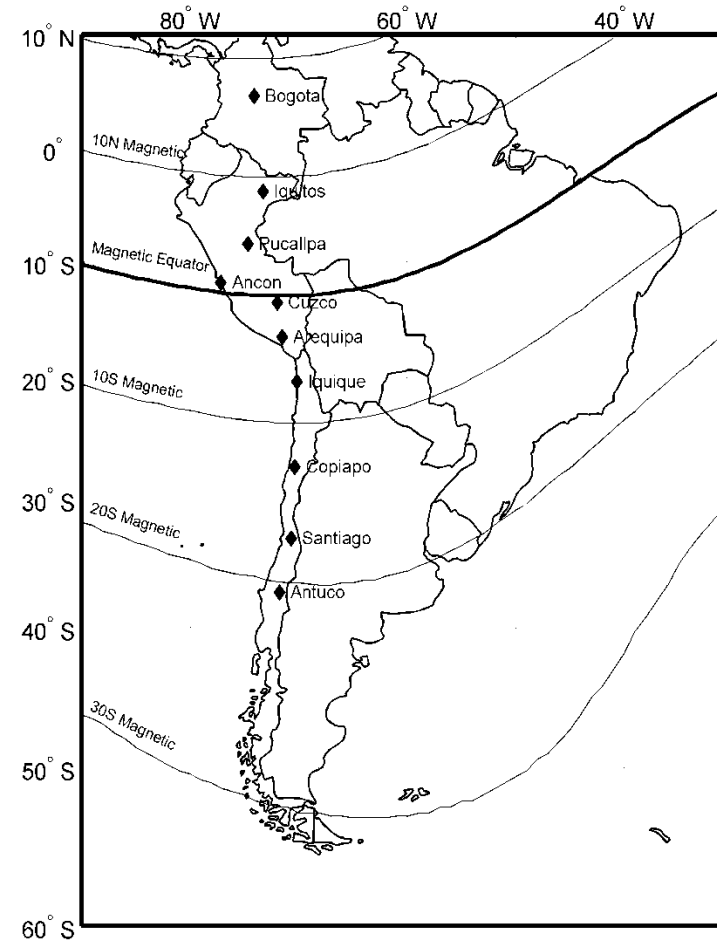 80° W 60° W 40° W
10° N
Bogota
10N Magnetic
0°
Iquitos
Pucallpa
Magnetic Equator
10° S
Ancon
Cuzco
Arequipa
10S Magnetic
20° S
Iquique
Copiapo
30° S
20S Magnetic
Santiago
Antuco
40° S
30S Magnetic
50° S
60° S